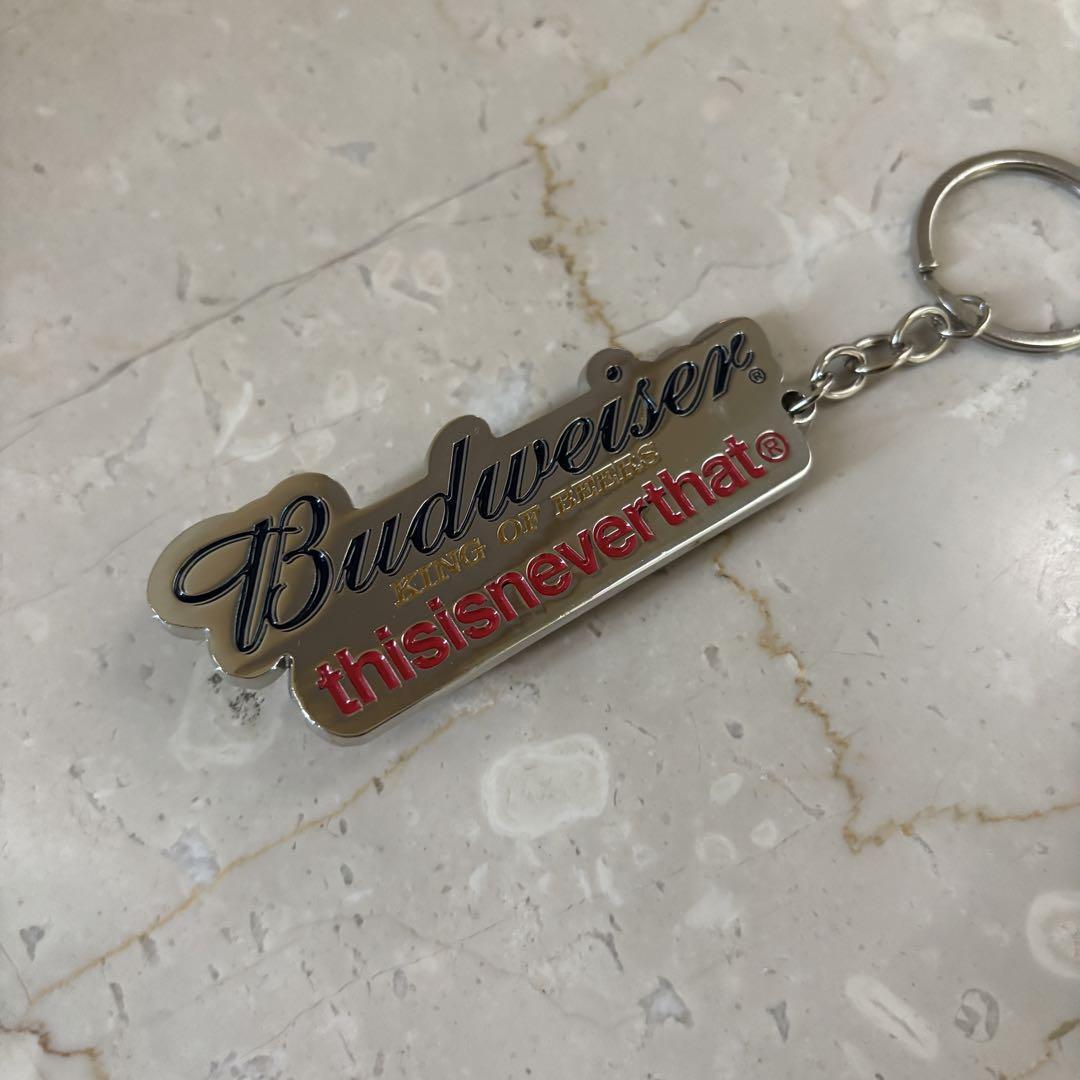 Budweiser®
KING OF BEERS
thisisneverthat®